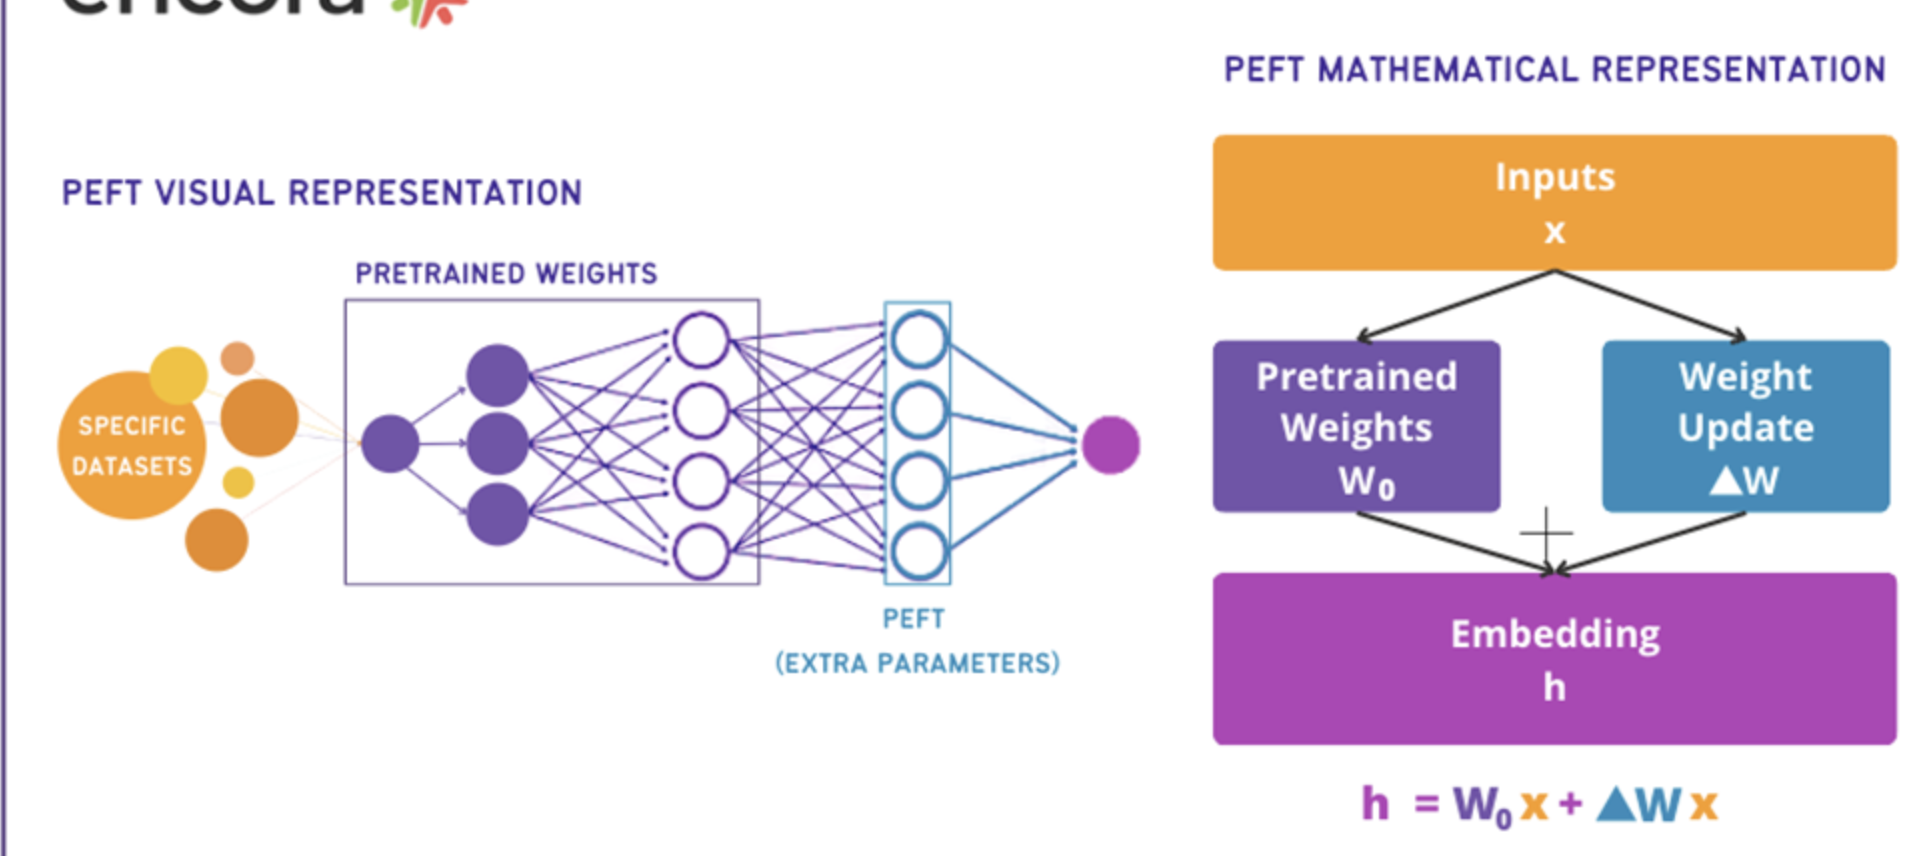 encora
PEFT VISUAL REPRESENTATION
PRETRAINED WEIGHTS
SPECIFIC
DATASETS
PEFT
(EXTRA PARAMETERS)
PEFT MATHEMATICAL REPRESENTATION
Inputs
x
Pretrained
Weights
W₀
Weight
Update
▲W
+
Embedding
h
h = W₀ x + ▲W x